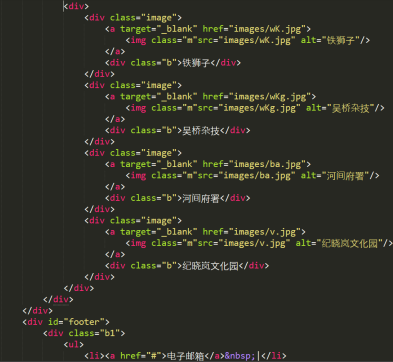 <div>
<div class="image">
<a target="_blank" href="images/wK.jpg">
<img class="m"src="images/wK.jpg" alt="铁狮子"/>
</a>
<div class="b">铁狮子</div>
</div>
<div class="image">
<a target="_blank" href="images/wKg.jpg">
<img class="m"src="images/wKg.jpg" alt="吴桥杂技"/>
</a>
<div class="b">吴桥杂技</div>
</div>
<div class="image">
<a target="_blank" href="images/ba.jpg">
<img class="m"src="images/ba.jpg" alt="河间府署"/>
</a>
<div class="b">河间府署</div>
</div>
<div class="image">
<a target="_blank" href="images/v.jpg">
<img class="m"src="images/v.jpg" alt="纪晓岚文化园"/>
</a>
<div class="b">纪晓岚文化园</div>
</div>
</div>
</div>
</div>
<div id="footer">
<div class="b1">
<ul>
<li><a href="#">电子邮箱</a>&nbsp;|</li>